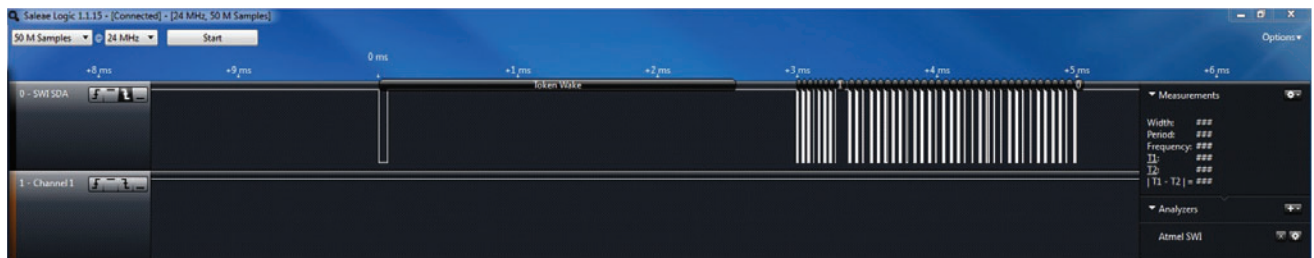 Saleae Logic 1.1.15 - [Connected] - [24 MHz, 50 M Samples]
50 M Samples @ 24 MHz Start Options
0 ms
+8 ms +9 ms +1 ms +2 ms +3 ms +4 ms +5 ms +6 ms
Token Wake 1 0
0 - SWI SDA
Measurements
Width: ###
Period: ###
Frequency: ###
T1: ###
T2: ###
| T1 - T2 | = ###
1 - Channel 1
Analyzers
Atmel SWI